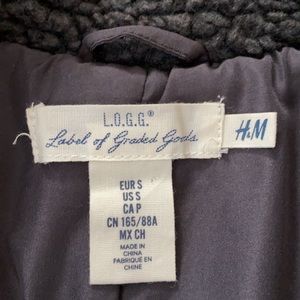 L.O.G.G.®
Label of Graded Goods
H&M
EUR S
US S
CA P
CN 165/88A
MX CH
MADE IN
CHINA
FABRIQUÉ EN
CHINE